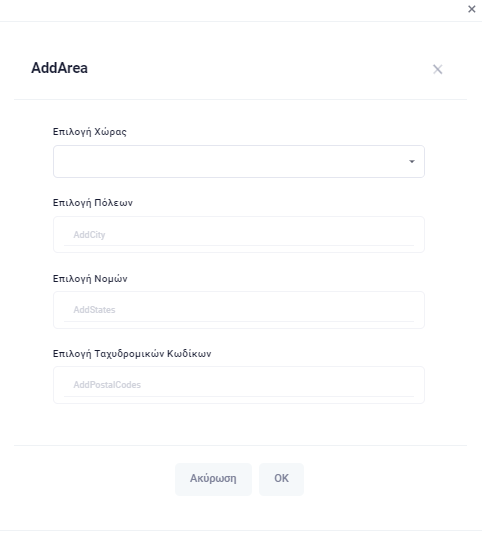 AddArea
Επιλογή Χώρας
Επιλογή Πόλεων
AddCity
Επιλογή Νομών
AddStates
Επιλογή Ταχυδρομικών Κωδίκων
AddPostalCodes
Ακύρωση OK